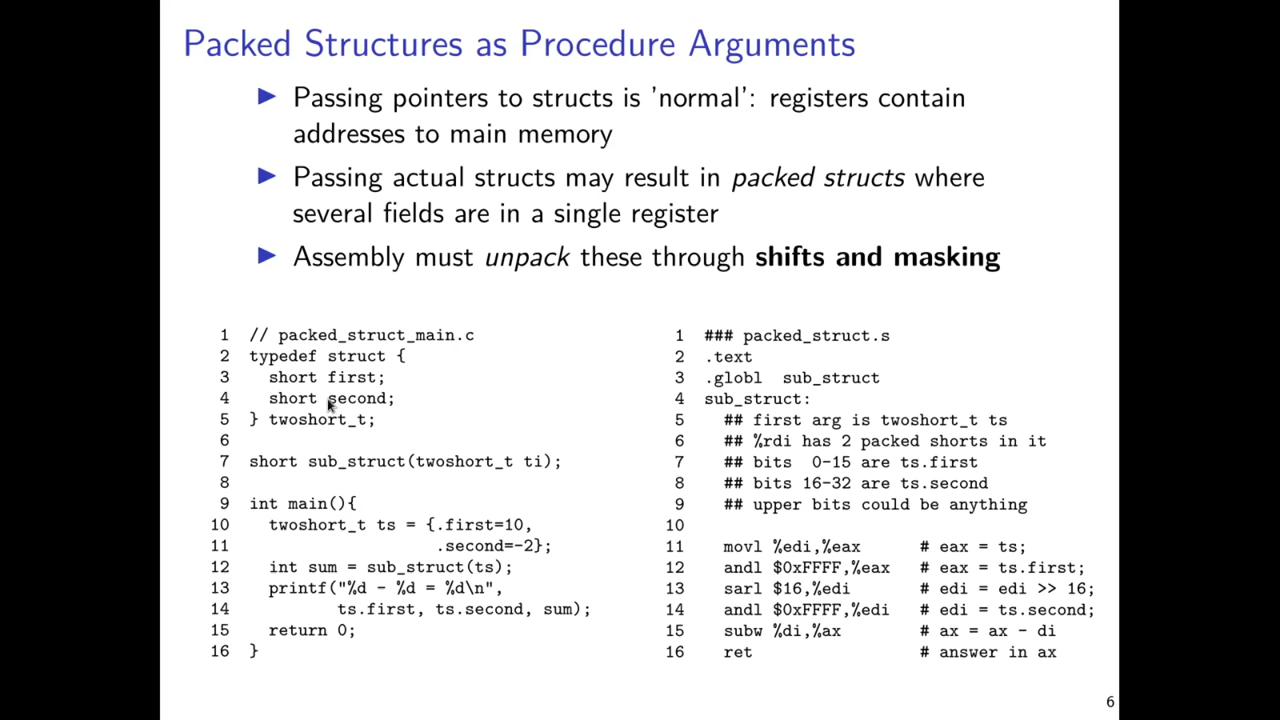 Packed Structures as Procedure Arguments
▶ Passing pointers to structs is 'normal': registers contain
addresses to main memory
▶ Passing actual structs may result in packed structs where
several fields are in a single register
▶ Assembly must unpack these through shifts and masking
1 // packed_struct_main.c
2 typedef struct {
3   short first;
4   short second;
5 } twoshort_t;
6
7 short sub_struct(twoshort_t ti);
8
9 int main(){
10   twoshort_t ts = {.first=10,
11                    .second=-2};
12   int sum = sub_struct(ts);
13   printf("%d - %d = %d\n",
14          ts.first, ts.second, sum);
15   return 0;
16 }
1 ### packed_struct.s
2 .text
3 .globl  sub_struct
4 sub_struct:
5   ## first arg is twoshort_t ts
6   ## %rdi has 2 packed shorts in it
7   ## bits  0-15 are ts.first
8   ## bits 16-32 are ts.second
9   ## upper bits could be anything
10
11   movl %edi,%eax      # eax = ts;
12   andl $0xFFFF,%eax   # eax = ts.first;
13   sarl $16,%edi       # edi = edi >> 16;
14   andl $0xFFFF,%edi   # edi = ts.second;
15   subw %di,%ax        # ax = ax - di
16   ret                 # answer in ax
6